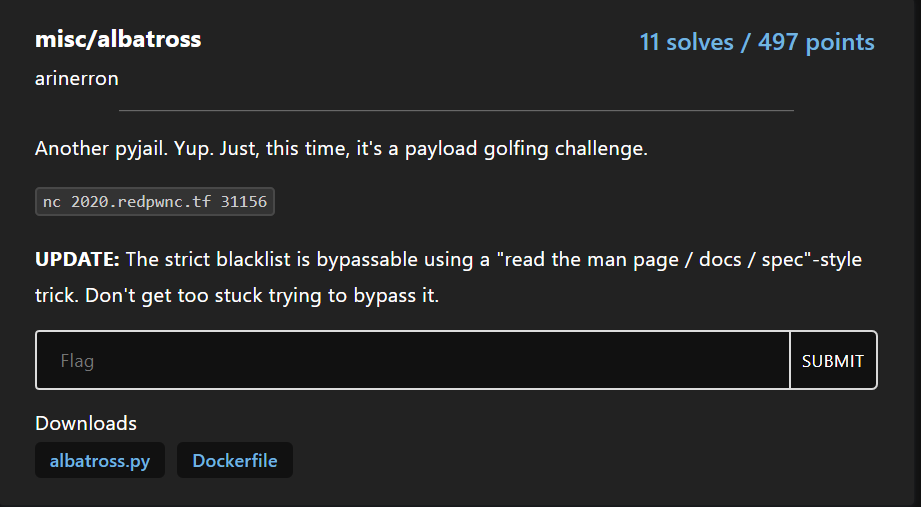 misc/albatross
11 solves / 497 points
arinerron
Another pyjail. Yup. Just, this time, it's a payload golfing challenge.
nc 2020.redpwnc.tf 31156
UPDATE: The strict blacklist is bypassable using a "read the man page / docs / spec"-style
trick. Don't get too stuck trying to bypass it.
Flag
SUBMIT
Downloads
albatross.py
Dockerfile